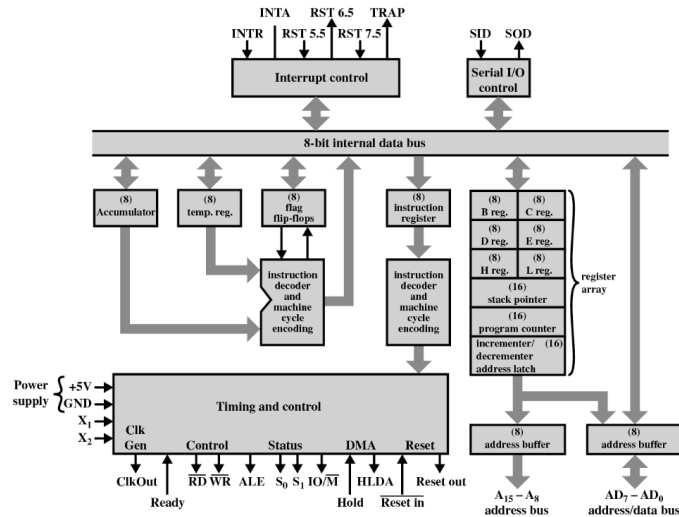 INTA RST 6.5 TRAP
INTR RST 5.5 RST 7.5
SID SOD
Interrupt control
Serial I/O
control
8-bit internal data bus
(8)
Accumulator
(8)
temp. reg.
(8)
flag
flip-flops
(8)
instruction
register
(8)
B reg.
(8)
C reg.
(8)
D reg.
(8)
E reg.
(8)
H reg.
(8)
L reg.
(16)
stack pointer
(16)
program counter
incrementer/ (16)
decrementer
address latch
register
array
instruction
decoder
and
machine
cycle
encoding
instruction
decoder
and
machine
cycle
encoding
Power
supply
+5V
GND
X1
X2
Timing and control
Clk
Gen Control Status DMA Reset
ClkOut
Ready
RD WR
ALE
S0 S1 IO/M
Hold
HLDA
Reset in
Reset out
(8)
address buffer
(8)
address buffer
A15 – A8
address bus
AD7 – AD0
address/data bus